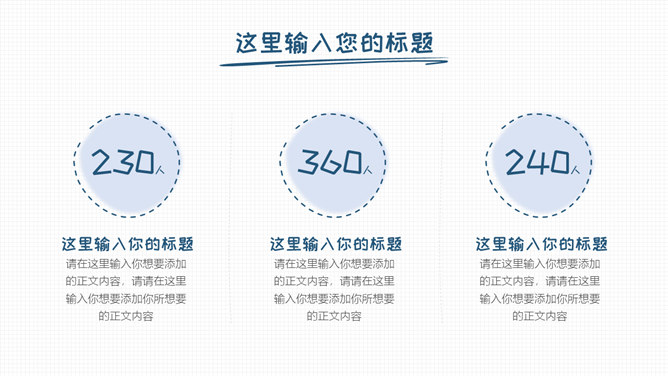 这里输入您的标题
230人
360人
240人
这里输入你的标题
请在这里输入你想要添加
的正文内容，请请在这里
输入你想要添加你所想要
的正文内容
这里输入你的标题
请在这里输入你想要添加
的正文内容，请请在这里
输入你想要添加你所想要
的正文内容
这里输入你的标题
请在这里输入你想要添加
的正文内容，请请在这里
输入你想要添加你所想要
的正文内容